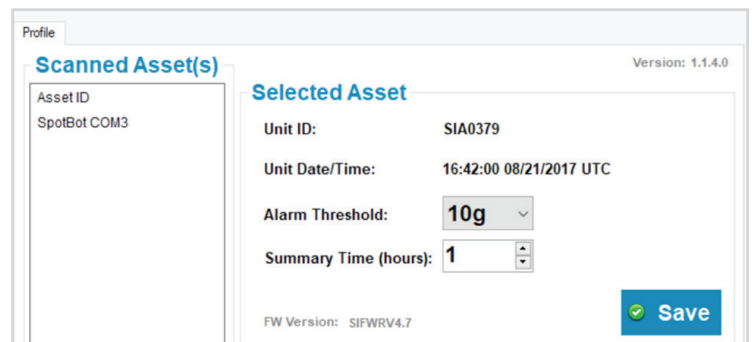 Profile
Scanned Asset(s)
Version: 1.1.4.0
Asset ID
SpotBot COM3
Selected Asset
Unit ID: SIA0379
Unit Date/Time: 16:42:00 08/21/2017 UTC
Alarm Threshold: 10g
Summary Time (hours): 1
FW Version: SIFWRV4.7
Save